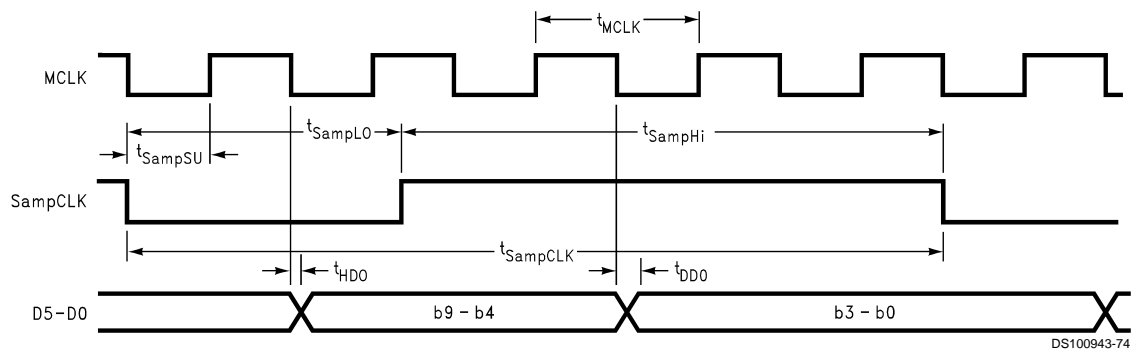 tMCLK
MCLK
tSampLO
tSampHi
tSampSU
SampCLK
tSampCLK
tHDO
tDDO
D5-D0
b9 - b4
b3 - b0
DS100943-74